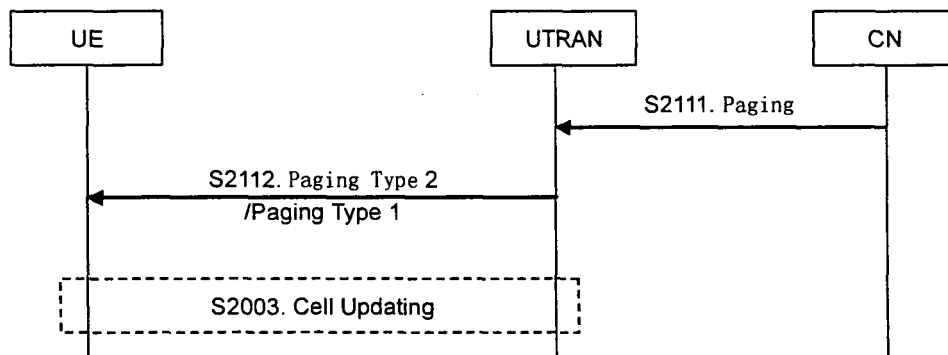 UE
UTRAN
CN
S2111. Paging
S2112. Paging Type 2
/Paging Type 1
S2003. Cell Updating